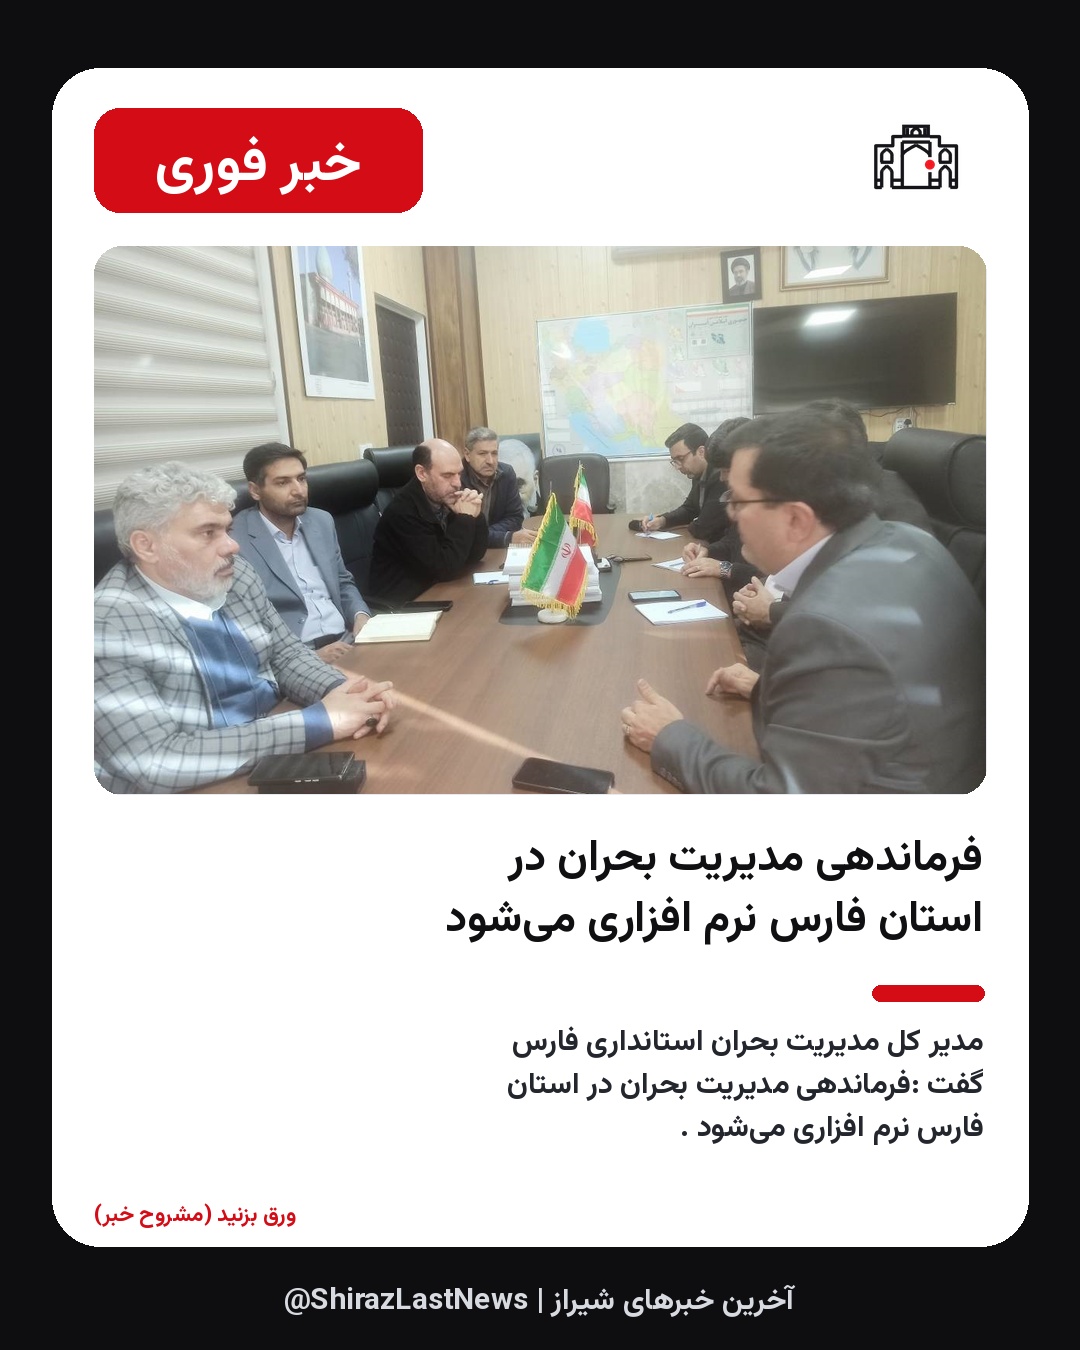 خبر فوری
فرماندهی مدیریت بحران در
استان فارس نرم افزاری می‌شود
مدیر کل مدیریت بحران استانداری فارس
گفت :فرماندهی مدیریت بحران در استان
فارس نرم افزاری می‌شود .
ورق بزنید (مشروح خبر)
آخرین خبرهای شیراز | @ShirazLastNews